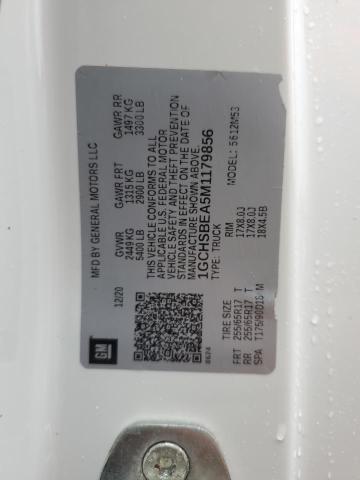 MFD BY GENERAL MOTORS LLC
12/20
GVWR
2449 KG
5400 LB
GAWR FRT
1315 KG
2900 LB
GAWR RR
1497 KG
3300 LB
THIS VEHICLE CONFORMS TO ALL
APPLICABLE U.S. FEDERAL MOTOR
VEHICLE SAFETY AND THEFT PREVENTION
STANDARDS IN EFFECT ON THE DATE OF
MANUFACTURE SHOWN ABOVE.
1GCHSBEA5M1179856
TYPE: TRUCK
MODEL: 5612M53
GM
TIRE SIZE
RIM
FRT 255/65R17 T 17X8.0J
RR 255/65R17 T 17X8.0J
SPA T175/90D18 M 18X4.5B